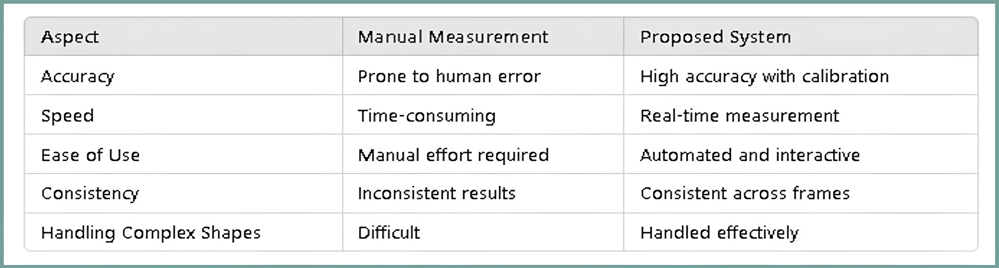 Aspect Manual Measurement Proposed System
Accuracy Prone to human error High accuracy with calibration
Speed Time-consuming Real-time measurement
Ease of Use Manual effort required Automated and interactive
Consistency Inconsistent results Consistent across frames
Handling Complex Shapes Difficult Handled effectively